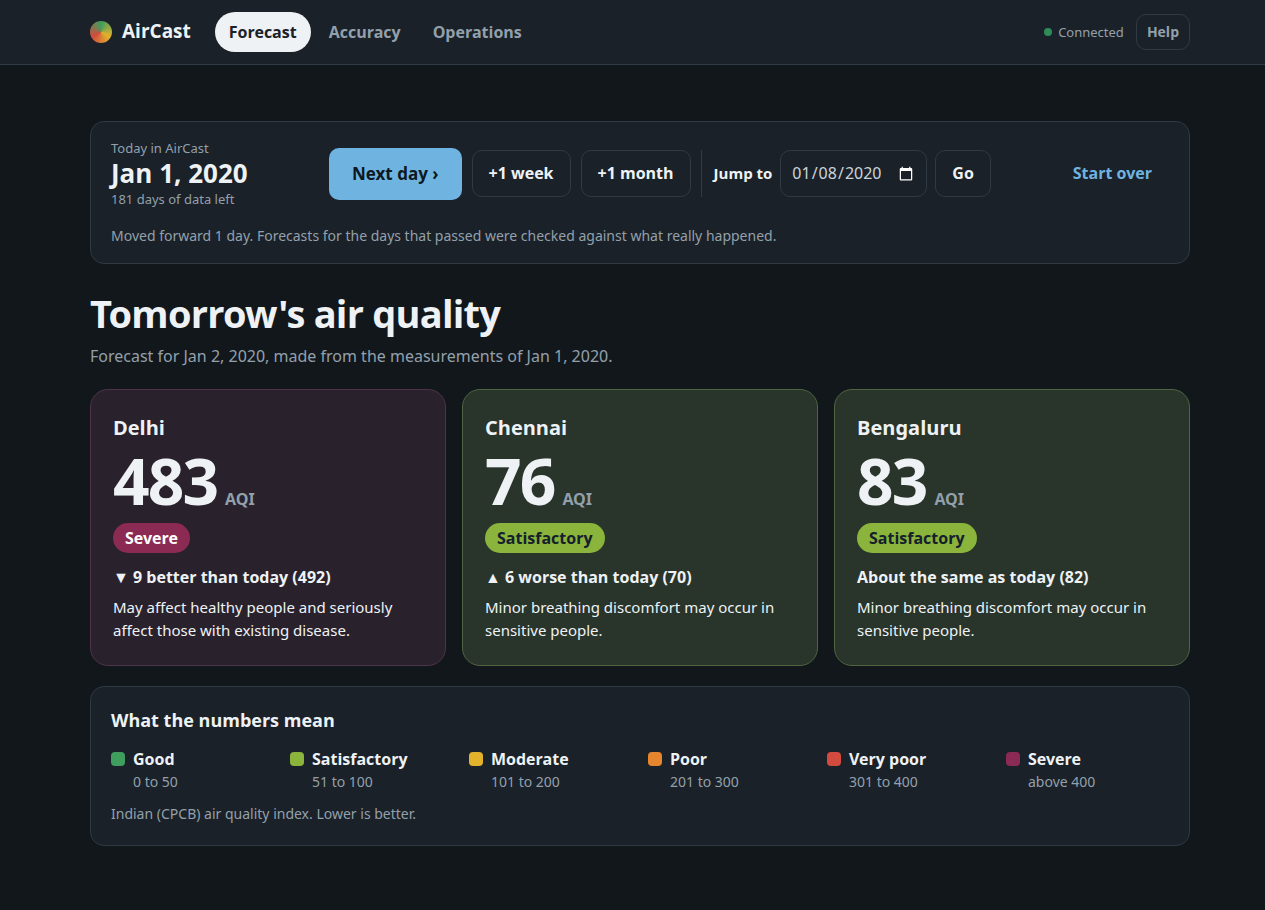 AirCast Forecast Accuracy Operations Connected Help
Today in AirCast
Jan 1, 2020
181 days of data left
Next day › +1 week +1 month Jump to 01/08/2020 Go Start over
Moved forward 1 day. Forecasts for the days that passed were checked against what really happened.
Tomorrow's air quality
Forecast for Jan 2, 2020, made from the measurements of Jan 1, 2020.
Delhi
483 AQI
Severe
▼ 9 better than today (492)
May affect healthy people and seriously
affect those with existing disease.
Chennai
76 AQI
Satisfactory
▲ 6 worse than today (70)
Minor breathing discomfort may occur in
sensitive people.
Bengaluru
83 AQI
Satisfactory
About the same as today (82)
Minor breathing discomfort may occur in
sensitive people.
What the numbers mean
Good
0 to 50
Satisfactory
51 to 100
Moderate
101 to 200
Poor
201 to 300
Very poor
301 to 400
Severe
above 400
Indian (CPCB) air quality index. Lower is better.